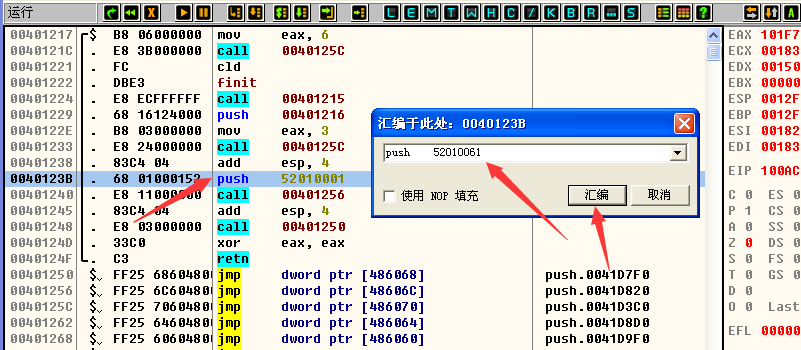 运行 L E M T W H C / K B R ... S
00401217 $ B8 06000000 mov eax, 6 EAX 101F7
0040121C . E8 3B000000 call 0040125C ECX 00183
00401221 . FC cld EDX 00150
00401222 . DBE3 finit EBX 00000
00401224 . E8 ECFFFFFF call 00401215 ESP 0012F
00401229 . 68 16124000 push 00401216 EBP 0012F
0040122E . B8 03000000 mov eax, 3 ESI 00183
00401233 . E8 24000000 call 0040125C EDI 00183
00401238 . 83C4 04 add esp, 4
0040123B . 68 01000152 push 52010001 EIP 100AC
00401240 . E8 11000000 call 00401256 C 0 ES 0
00401245 . 83C4 04 add esp, 4 P 1 CS 0
00401248 . E8 03000000 call 00401250 A 0 SS 0
0040124D . 33C0 xor eax, eax Z 0 DS 0
0040124F . C3 retn S 0 FS 0
00401250 $ FF25 68604800 jmp dword ptr [486068] push.0041D7F0 T 0 GS 0
00401256 $ FF25 6C604800 jmp dword ptr [48606C] push.0041D820 D 0
0040125C $ FF25 70604800 jmp dword ptr [486070] push.0041D3C0 O 0 Last
00401262 . FF25 64604800 jmp dword ptr [486064] push.0041D8D0
00401268 $ FF25 60604800 jmp dword ptr [486060] push.0041D9F0 EFL 00000
汇编于此处: 0040123B
push 52010061
使用 NOP 填充 汇编 取消